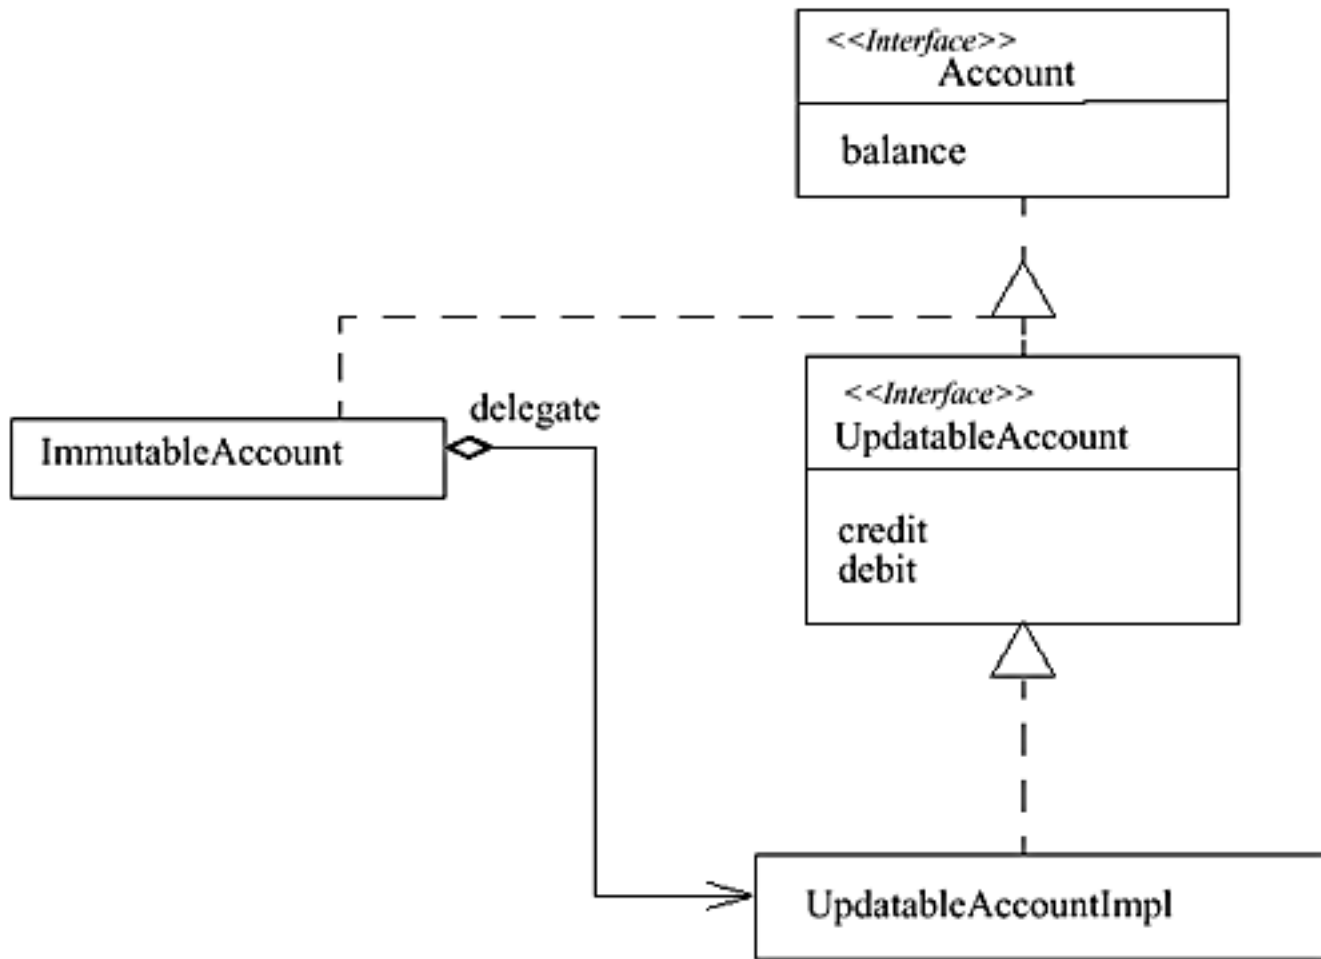 <<Interface>>
Account
balance
<<Interface>>
UpdatableAccount
credit
debit
delegate
ImmutableAccount
UpdatableAccountImpl